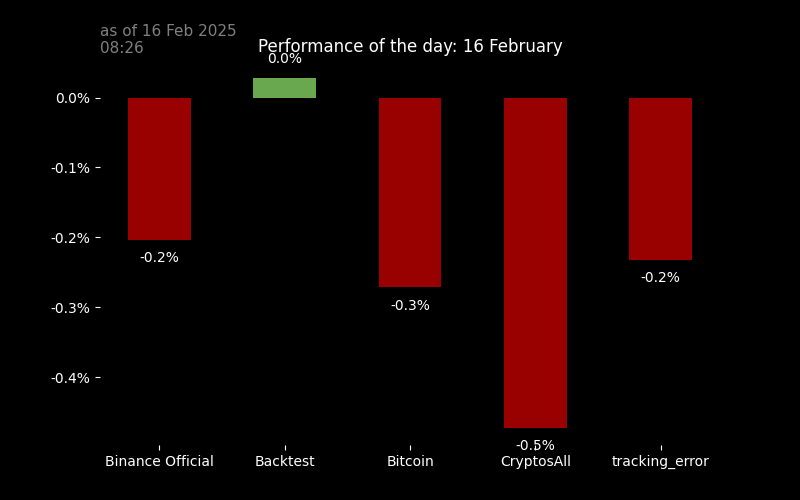 as of 16 Feb 2025
08:26
Performance of the day: 16 February
0.0%
0.0%
-0.1%
-0.2%
-0.3%
-0.4%
-0.2%
-0.3%
-0.5%
-0.2%
Binance Official
Backtest
Bitcoin
CryptosAll
tracking_error